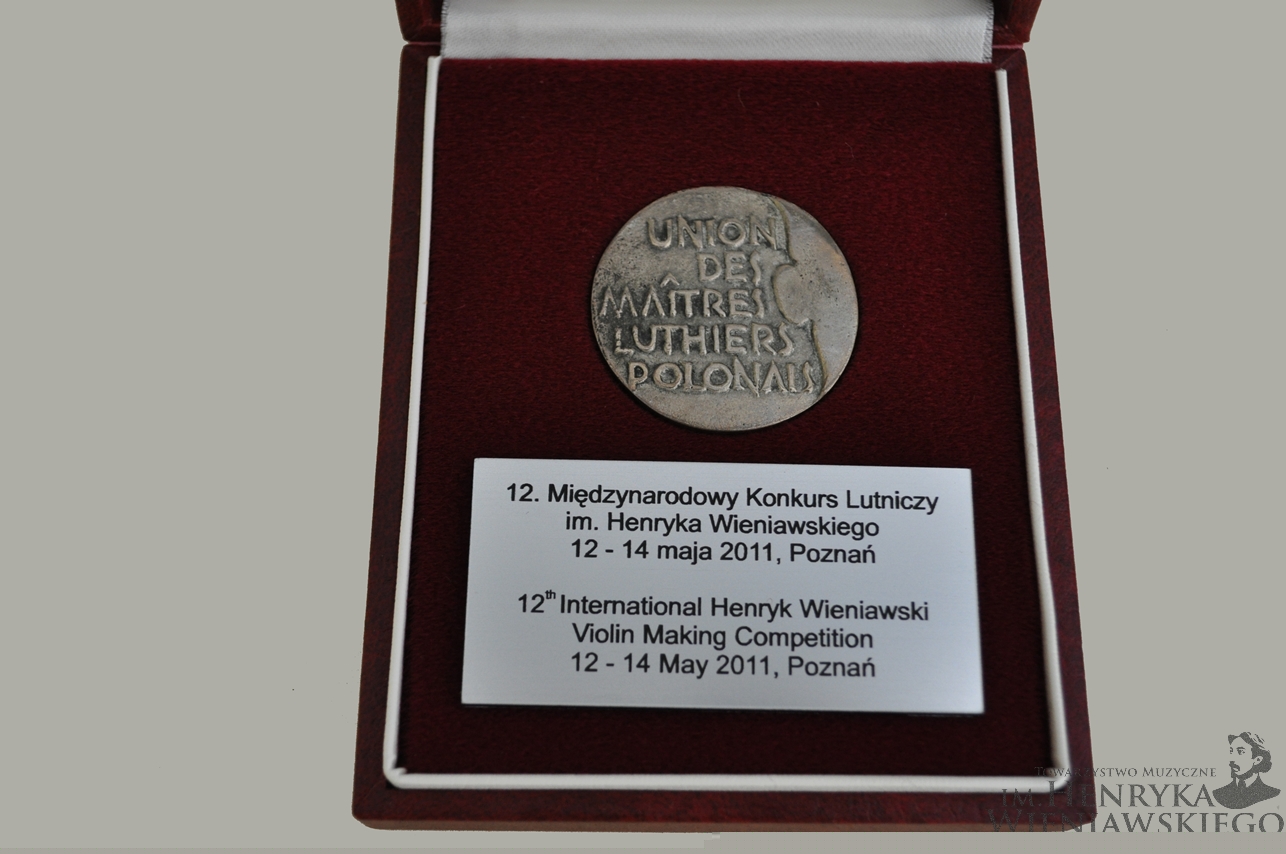 UNION
DES
MAÎTRES
LUTHIERS
POLONAIS
12. Międzynarodowy Konkurs Lutniczy
im. Henryka Wieniawskiego
12 - 14 maja 2011, Poznań
12th International Henryk Wieniawski
Violin Making Competition
12 - 14 May 2011, Poznań
TOWARZYSTWO MUZYCZNE
IM. HENRYKA
WIENIAWSKIEGO